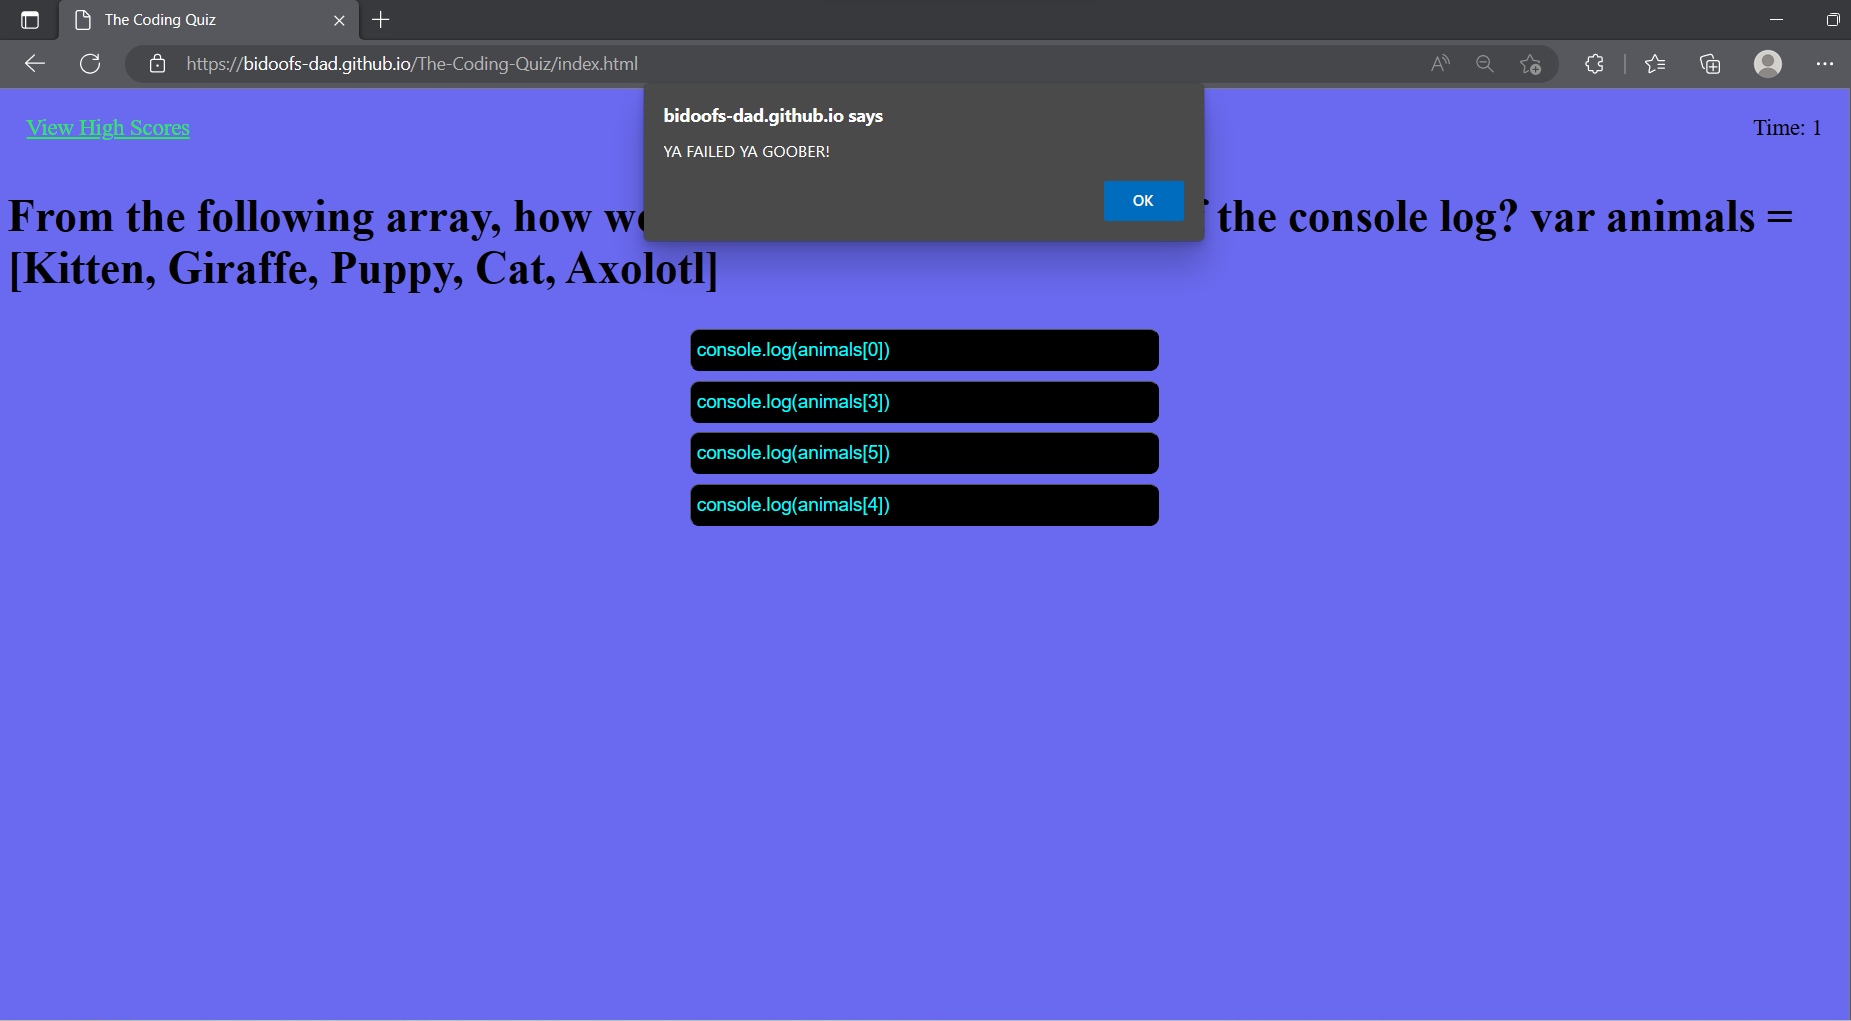 The Coding Quiz
https://bidoofs-dad.github.io/The-Coding-Quiz/index.html
bidoofs-dad.github.io says
YA FAILED YA GOOBER!
OK
View High Scores
Time: 1
From the following array, how the console log? var animals =
[Kitten, Giraffe, Puppy, Cat, Axolotl]
console.log(animals[0])
console.log(animals[3])
console.log(animals[5])
console.log(animals[4])